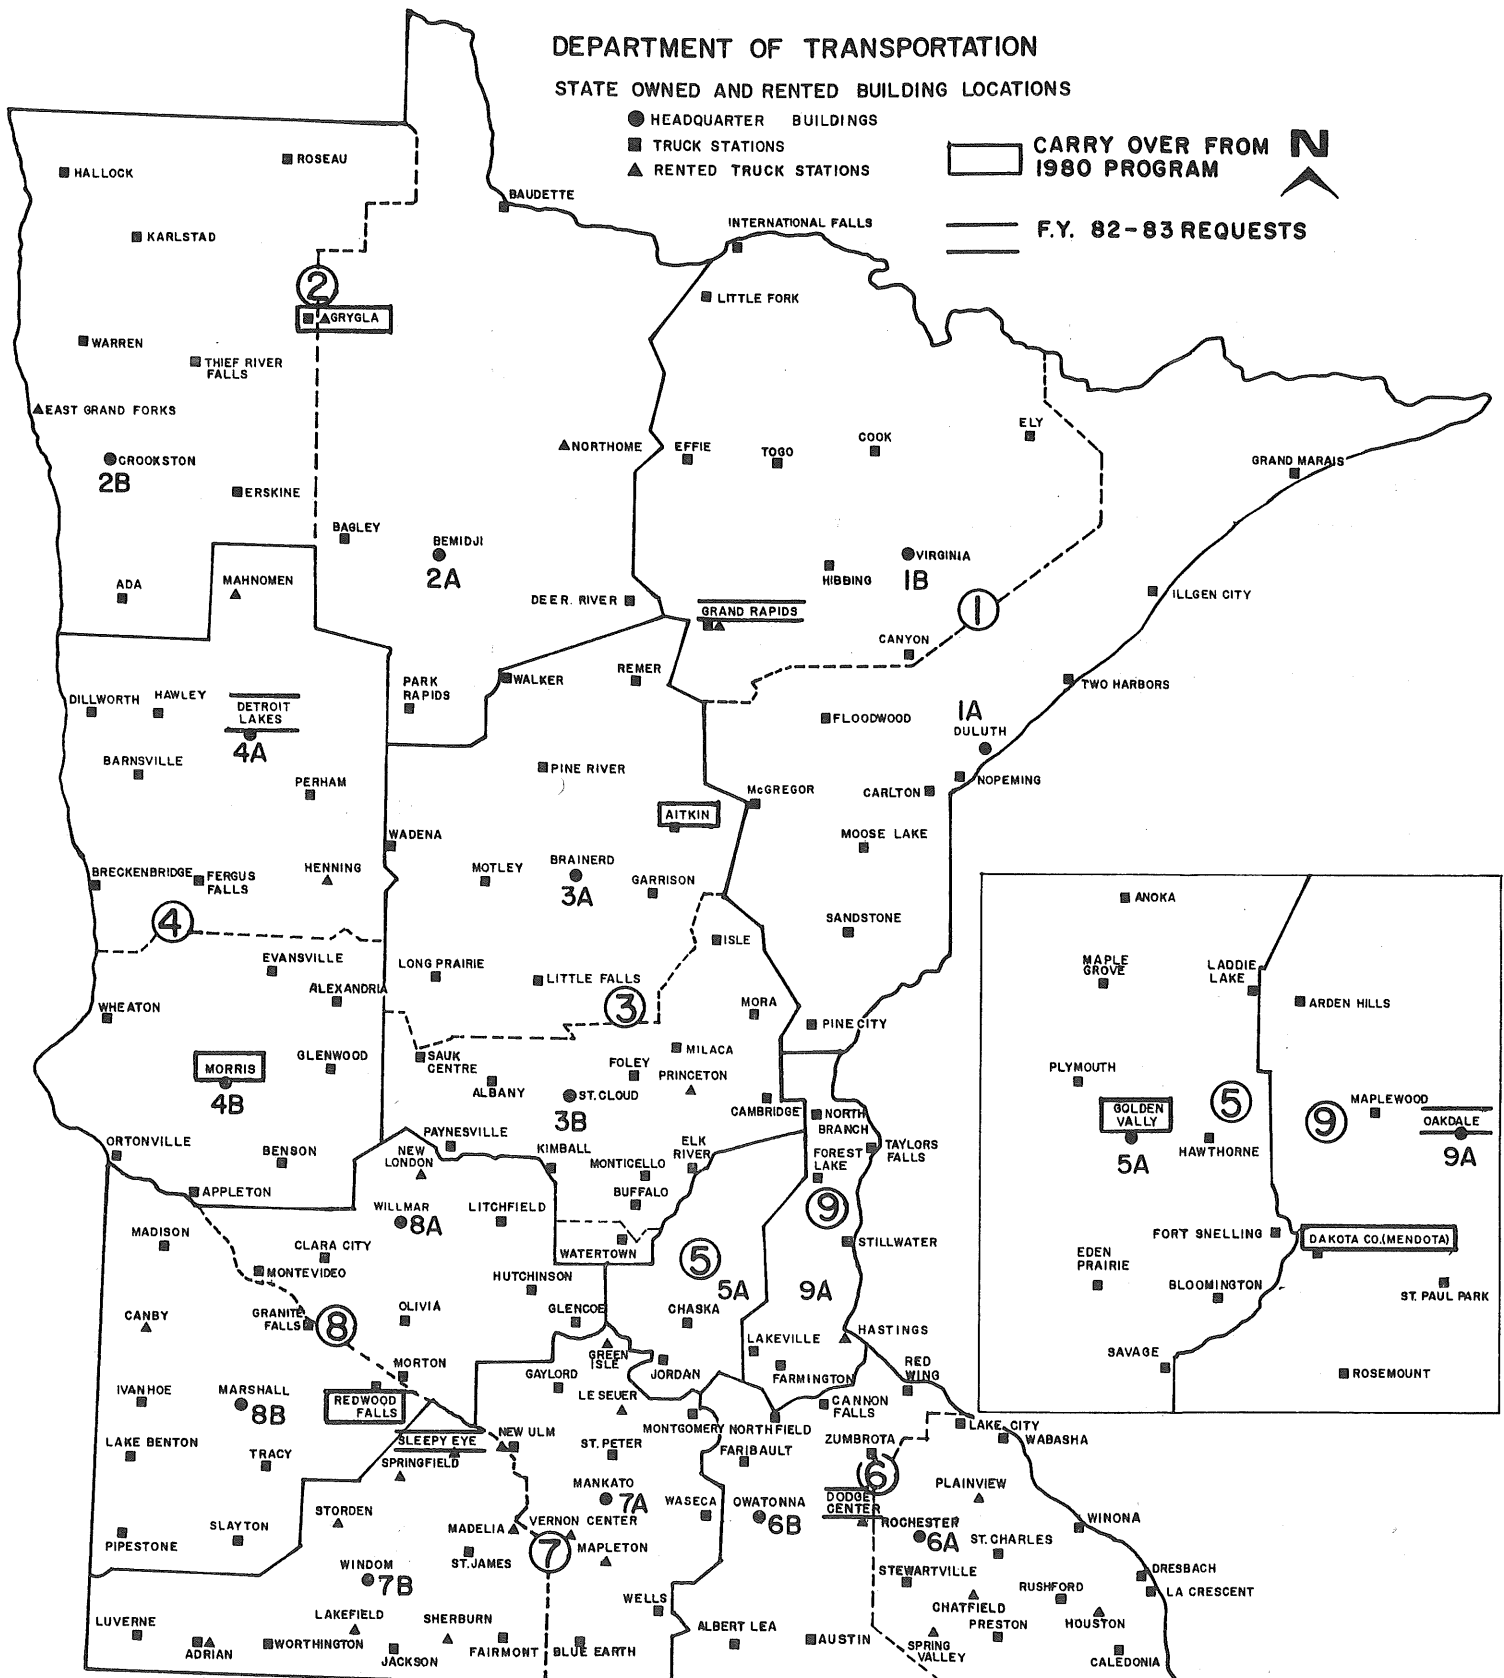 DEPARTMENT OF TRANSPORTATION
STATE OWNED AND RENTED BUILDING LOCATIONS
HEADQUARTER BUILDINGS
TRUCK STATIONS
RENTED TRUCK STATIONS
CARRY OVER FROM
1980 PROGRAM
N
F.Y. 82-83 REQUESTS
HALLOCK
ROSEAU
BAUDETTE
INTERNATIONAL FALLS
KARLSTAD
2
GRYGLA
LITTLE FORK
WARREN
THIEF RIVER
FALLS
EAST GRAND FORKS
NORTHOME
EFFIE
TOGO
COOK
ELY
GRAND MARAIS
CROOKSTON
2B
ERSKINE
BAGLEY
BEMIDJI
2A
HIBBING
VIRGINIA
1B
ADA
MAHNOMEN
DEER RIVER
GRAND RAPIDS
1
ILLGEN CITY
CANYON
DILLWORTH
HAWLEY
DETROIT
LAKES
4A
PARK
RAPIDS
WALKER
REMER
TWO HARBORS
FLOODWOOD
1A
DULUTH
BARNSVILLE
PERHAM
PINE RIVER
McGREGOR
CARLTON
NOPEMING
AITKIN
WADENA
MOOSE LAKE
BRECKENBRIDGE
FERGUS
FALLS
HENNING
MOTLEY
BRAINERD
3A
GARRISON
4
SANDSTONE
EVANSVILLE
ALEXANDRIA
LONG PRAIRIE
LITTLE FALLS
ISLE
3
WHEATON
MORA
PINE CITY
MORRIS
4B
GLENWOOD
SAUK
CENTRE
ALBANY
FOLEY
MILACA
PRINCETON
ST. CLOUD
3B
CAMBRIDGE
NORTH
BRANCH
ORTONVILLE
BENSON
PAYNESVILLE
NEW
LONDON
KIMBALL
MONTICELLO
ELK
RIVER
FOREST
LAKE
TAYLORS
FALLS
APPLETON
BUFFALO
WILLMAR
8A
LITCHFIELD
9
MADISON
CLARA CITY
WATERTOWN
5
STILLWATER
MONTEVIDEO
HUTCHINSON
5A
9A
CANBY
GRANITE
FALLS
8
OLIVIA
GLENCOE
CHASKA
GREEN
ISLE
LAKEVILLE
HASTINGS
MORTON
GAYLORD
JORDAN
FARMINGTON
RED
WING
IVANHOE
MARSHALL
8B
REDWOOD
FALLS
LE SEUER
CANNON
FALLS
LAKE BENTON
TRACY
SLEEPY EYE
NEW ULM
MONTGOMERY
NORTHFIELD
LAKE CITY
WABASHA
SPRINGFIELD
ST. PETER
FARIBAULT
ZUMBROTA
6
STORDEN
MANKATO
7A
WASECA
OWATONNA
6B
DODGE
CENTER
PLAINVIEW
PIPESTONE
SLAYTON
MADELIA
VERNON CENTER
ROCHESTER
6A
WINONA
ST. JAMES
7
MAPLETON
ST. CHARLES
WINDOM
7B
STEWARTVILLE
DRESBACH
LA CRESCENT
LUVERNE
LAKEFIELD
SHERBURN
WELLS
CHATFIELD
RUSHFORD
HOUSTON
ADRIAN
WORTHINGTON
JACKSON
FAIRMONT
BLUE EARTH
ALBERT LEA
AUSTIN
SPRING
VALLEY
PRESTON
CALEDONIA
ANOKA
MAPLE
GROVE
LADDIE
LAKE
ARDEN HILLS
PLYMOUTH
GOLDEN
VALLY
5A
5
HAWTHORNE
9
MAPLEWOOD
OAKDALE
9A
FORT SNELLING
DAKOTA CO. (MENDOTA)
EDEN
PRAIRIE
BLOOMINGTON
ST. PAUL PARK
SAVAGE
ROSEMOUNT